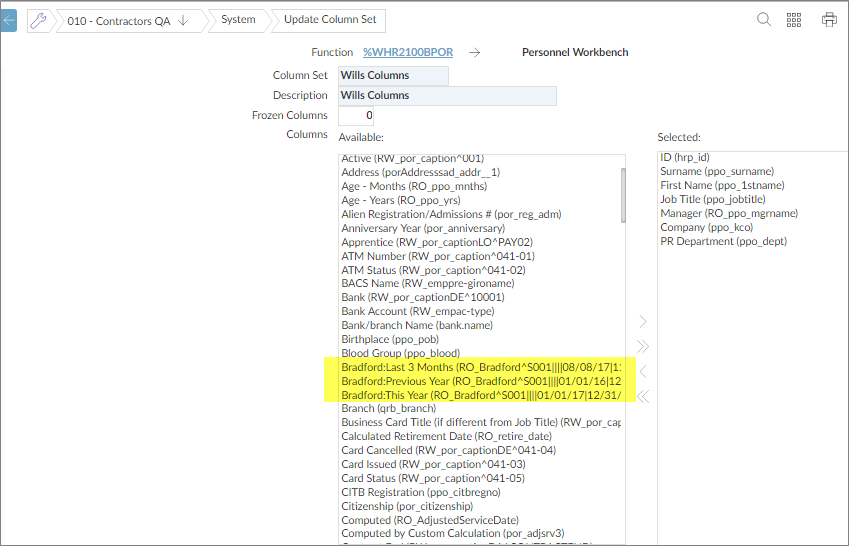 010 - Contractors QA
System
Update Column Set
Function %WHR2100BPOR Personnel Workbench
Column Set Wills Columns
Description Wills Columns
Frozen Columns 0
Columns Available: Selected:
Active (RW_por_caption^001)
Address (porAddresssad_addr__1)
Age - Months (RO_ppo_mnths)
Age - Years (RO_ppo_yrs)
Alien Registration/Admissions # (por_reg_adm)
Anniversary Year (por_anniversary)
Apprentice (RW_por_captionLO^PAY02)
ATM Number (RW_por_caption^041-01)
ATM Status (RW_por_caption^041-02)
BACS Name (RW_emppre-gironame)
Bank (RW_por_captionDE^10001)
Bank Account (RW_empac-type)
Bank/branch Name (bank.name)
Birthplace (ppo_pob)
Blood Group (ppo_blood)
Bradford:Last 3 Months (RO_Bradford^S001||||08/08/17|11
Bradford:Previous Year (RO_Bradford^S001||||01/01/16|12
Bradford:This Year (RO_Bradford^S001||||01/01/17|12/31/
Branch (qrb_branch)
Business Card Title (if different from Job Title) (RW_por_cap
Calculated Retirement Date (RO_retire_date)
Card Cancelled (RW_por_captionDE^041-04)
Card Issued (RW_por_caption^041-03)
Card Status (RW_por_caption^041-05)
CITB Registration (ppo_citbregno)
Citizenship (por_citizenship)
Computed (RO_AdjustedServiceDate)
Computed by Custom Calculation (por_adjsrv3)
ID (hrp_id)
Surname (ppo_surname)
First Name (ppo_1stname)
Job Title (ppo_jobtitle)
Manager (RO_ppo_mgrname)
Company (ppo_kco)
PR Department (ppo_dept)